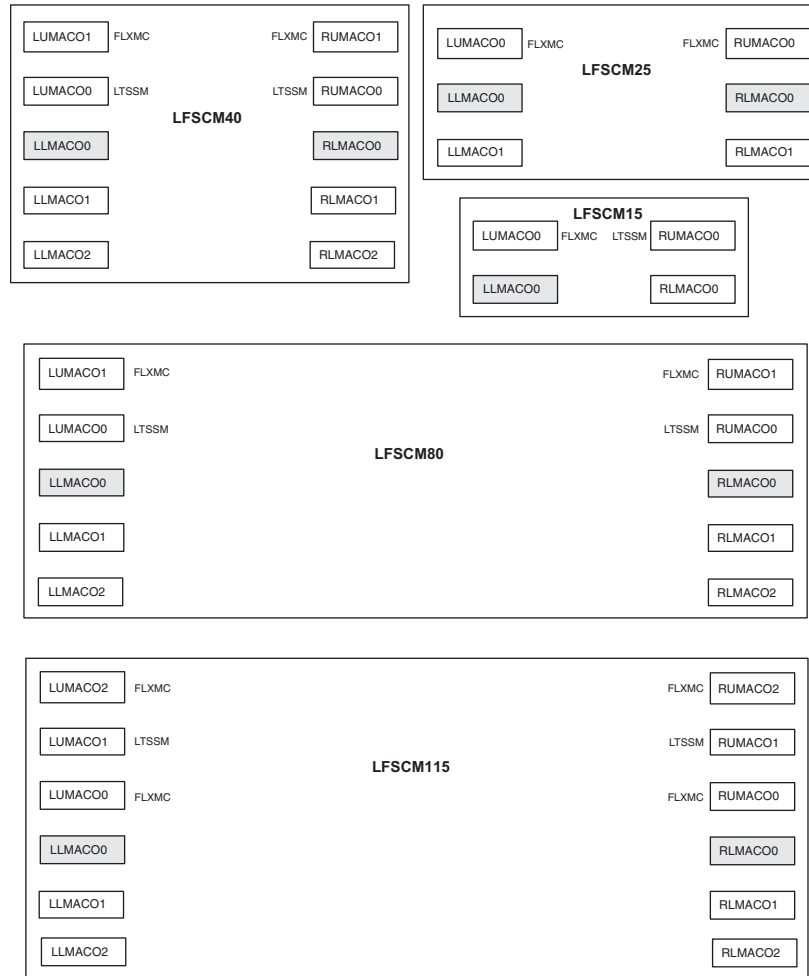 LUMACO1 FLXMC FLXMC RUMACO1
LUMACO0 LTSSM LTSSM RUMACO0
LFSCM40
LLMACO0 RLMACO0
LLMACO1 RLMACO1
LLMACO2 RLMACO2
LUMACO0 FLXMC FLXMC RUMACO0
LFSCM25
LLMACO0 RLMACO0
LLMACO1 RLMACO1
LFSCM15
LUMACO0 FLXMC LTSSM RUMACO0
LLMACO0 RLMACO0
LUMACO1 FLXMC FLXMC RUMACO1
LUMACO0 LTSSM LTSSM RUMACO0
LFSCM80
LLMACO0 RLMACO0
LLMACO1 RLMACO1
LLMACO2 RLMACO2
LUMACO2 FLXMC FLXMC RUMACO2
LUMACO1 LTSSM LTSSM RUMACO1
LFSCM115
LUMACO0 FLXMC FLXMC RUMACO0
LLMACO0 RLMACO0
LLMACO1 RLMACO1
LLMACO2 RLMACO2